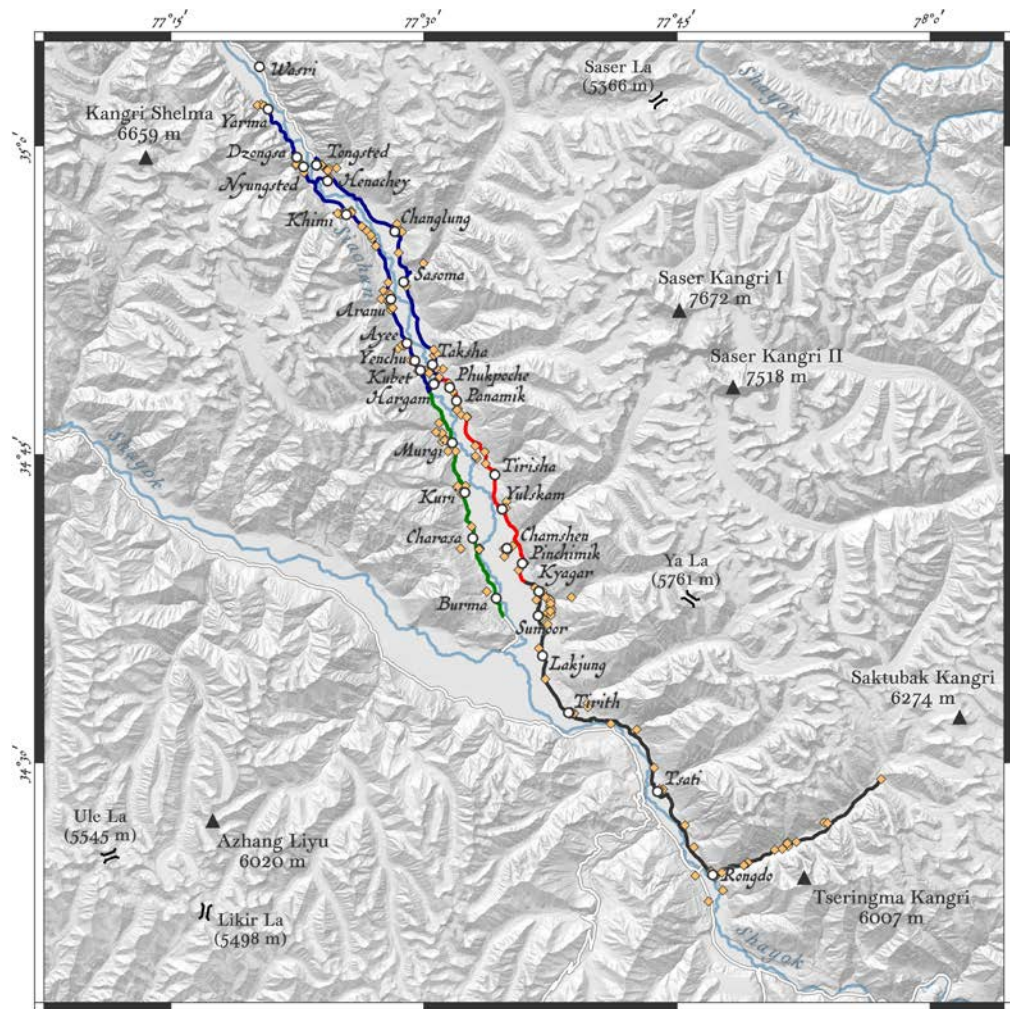 77°15'
77°30'
77°45'
78°0'
Wasri
Saser La
(5366 m)
Shayok
Kangri Shelma
6659 m
Yarma
35°0'
Dzongsa
Tongsted
Nyungsted
Henachey
Khimi
Changlung
Siachan
Sasoma
Saser Kangri I
7672 m
Aranu
Ayee
Yenchu
Taksha
Saser Kangri II
7518 m
Kubet
Phukpoche
Hargam
Panamik
Shayok
34°45'
Murgi
Tirisha
Kuri
Yulskam
Charasa
Chamshen
Pinchimik
Ya La
(5761 m)
Kyagar
Burma
Sumoor
Lakjung
Saktubak Kangri
6274 m
Tirith
34°30'
Tsati
Ule La
(5545 m)
Azhang Liyu
6020 m
Rongdo
Tseringma Kangri
6007 m
Likir La
(5498 m)
Shayok